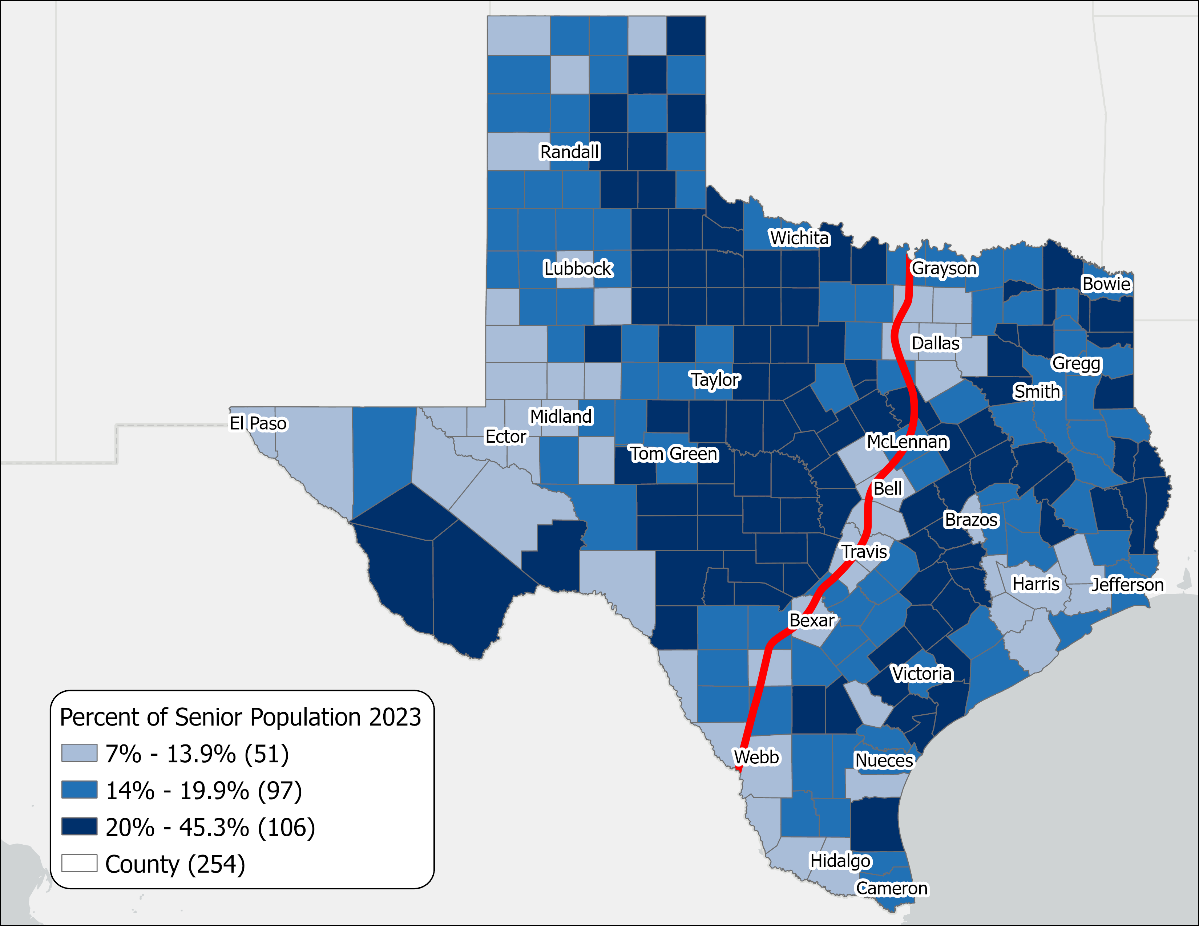 Randall
Wichita
Lubbock
Grayson
Bowie
Dallas
Gregg
Taylor
Smith
El Paso
Midland
Ector
McLennan
Tom Green
Bell
Brazos
Travis
Harris
Jefferson
Bexar
Victoria
Webb
Nueces
Hidalgo
Cameron
Percent of Senior Population 2023
7% - 13.9% (51)
14% - 19.9% (97)
20% - 45.3% (106)
County (254)